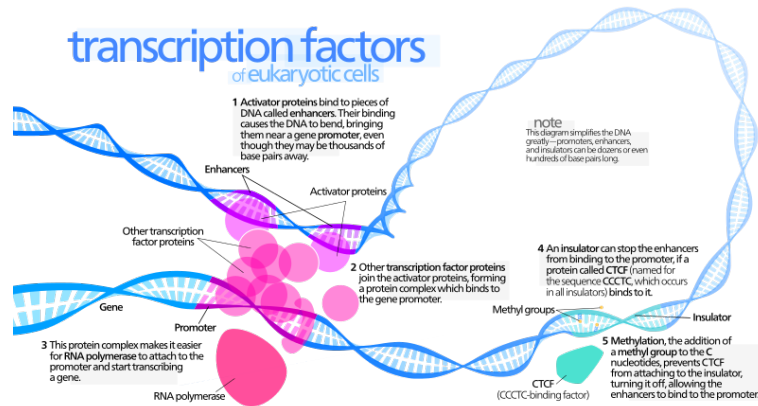 transcription factors
of eukaryotic cells
1 Activator proteins bind to pieces of
DNA called enhancers. Their binding
causes the DNA to bend, bringing
them near a gene promoter, even
though they may be thousands of
base pairs away.
note
This diagram simplifies the DNA
greatly—promoters, enhancers,
and insulators can be dozens or even
hundreds of base pairs long.
Enhancers
Activator proteins
Other transcription
factor proteins
2 Other transcription factor proteins
join the activator proteins, forming
a protein complex which binds to
the gene promoter.
4 An insulator can stop the enhancers
from binding to the promoter, if a
protein called CTCF (named for
the sequence CCCTC, which occurs
in all insulators) binds to it.
Gene
Promoter
Methyl groups
Insulator
3 This protein complex makes it easier
for RNA polymerase to attach to the
promoter and start transcribing
a gene.
RNA polymerase
CTCF
(CCCTC-binding factor)
5 Methylation, the addition of
a methyl group to the C
nucleotides, prevents CTCF
from attaching to the insulator,
turning it off, allowing the
enhancers to bind to the promoter.